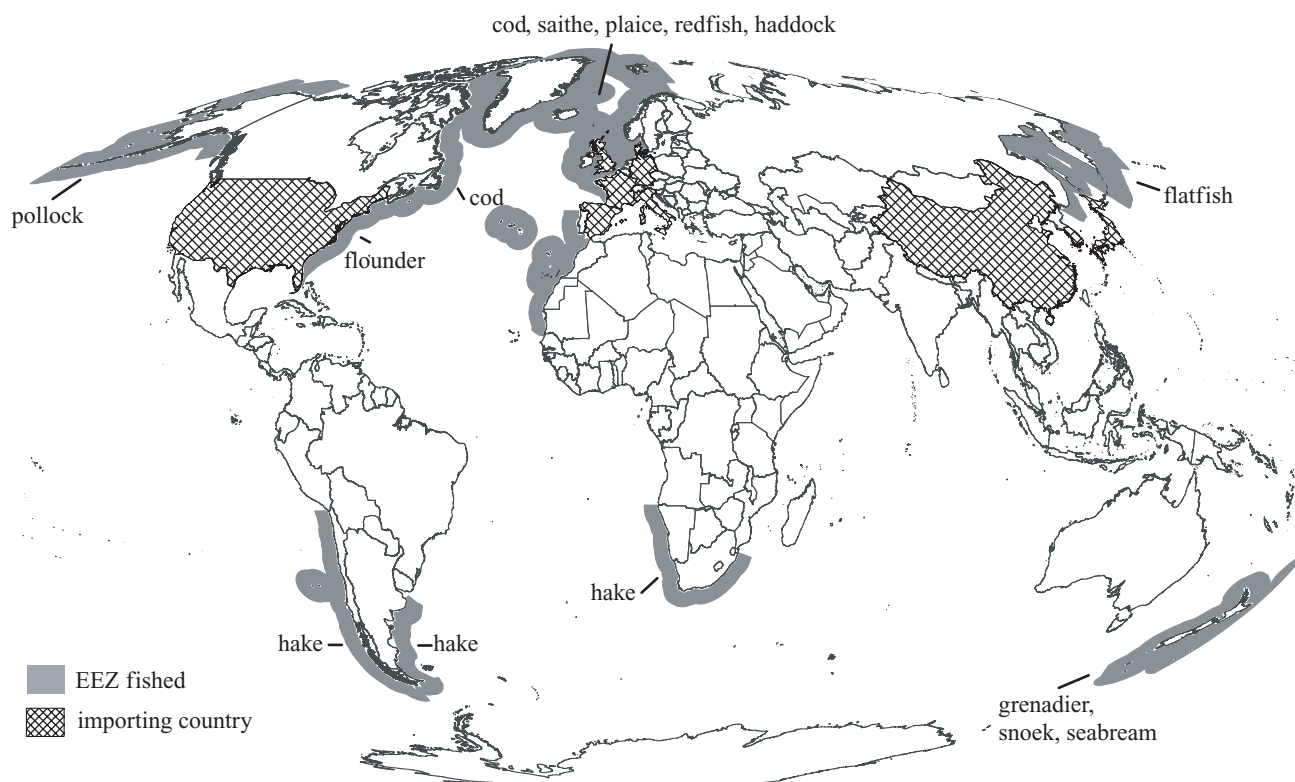 cod, saithe, plaice, redfish, haddock
pollock
cod
flatfish
flounder
hake
hake
hake
EEZ fished
importing country
grenadier,
snoek, seabream